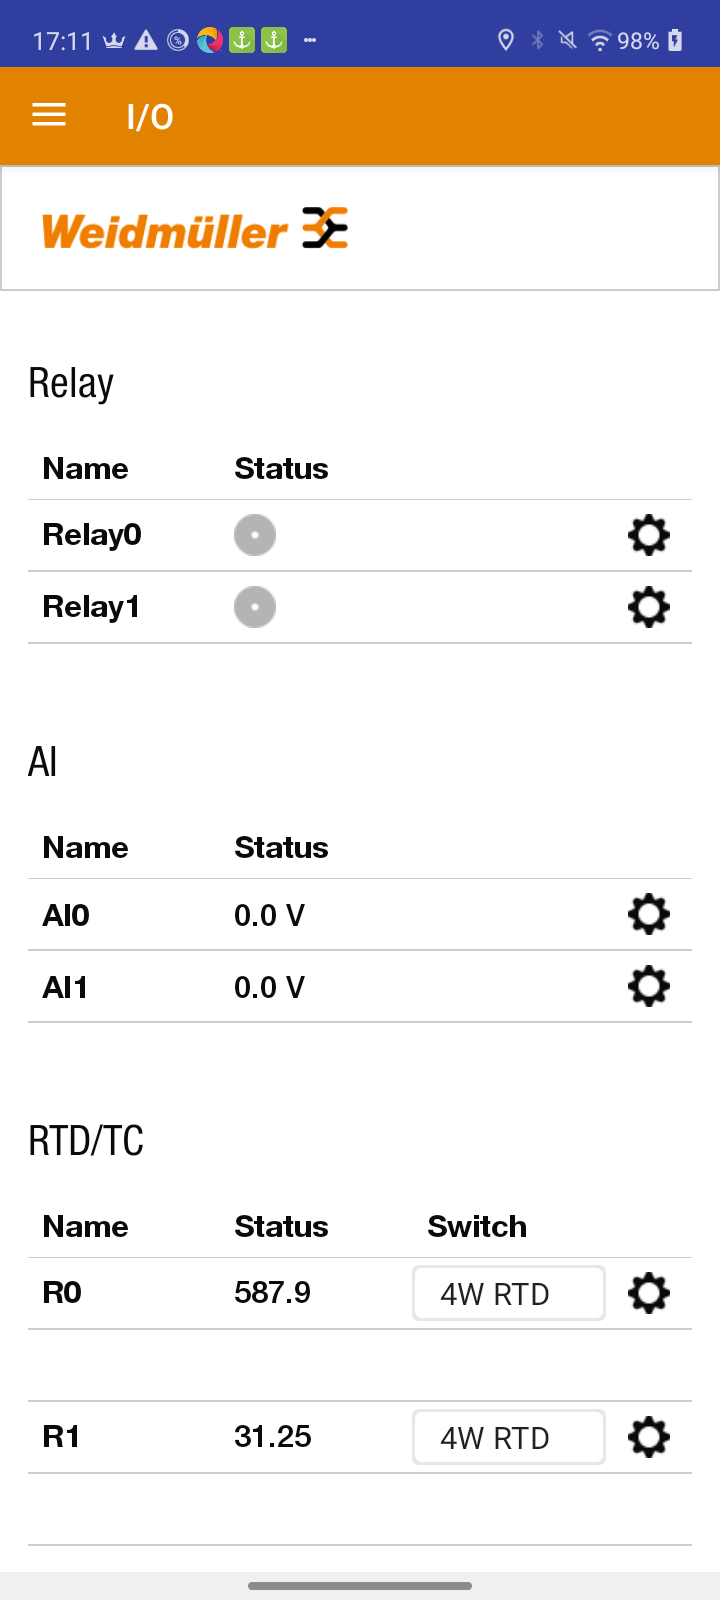 17:11 98%
I/O
Weidmüller
Relay
Name Status
Relay0
Relay1
AI
Name Status
AI0 0.0 V
AI1 0.0 V
RTD/TC
Name Status Switch
R0 587.9 4W RTD
R1 31.25 4W RTD